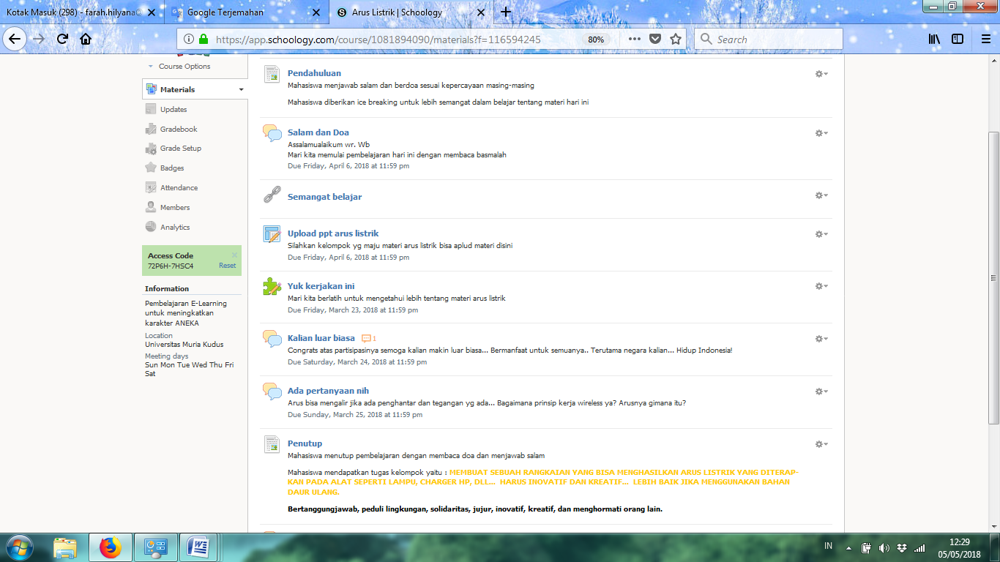 Kotak Masuk (298) - farah.hilyana@
Google Terjemahan
Arus Listrik | Schoology
https://app.schoology.com/course/1081894090/materials?f=116594245
80%
Search
Course Options
Materials
Updates
Gradebook
Grade Setup
Badges
Attendance
Members
Analytics
Access Code
72P6H-7HSC4 Reset
Information
Pembelajaran E-Learning
untuk meningkatkan
karakter ANEKA
Location
Universitas Muria Kudus
Meeting days
Sun Mon Tue Wed Thu Fri
Sat
Pendahuluan
Mahasiswa menjawab salam dan berdoa sesuai kepercayaan masing-masing
Mahasiswa diberikan ice breaking untuk lebih semangat dalam belajar tentang materi hari ini
Salam dan Doa
Assalamualaikum wr. Wb
Mari kita memulai pembelajaran hari ini dengan membaca basmalah
Due Friday, April 6, 2018 at 11:59 pm
Semangat belajar
Upload ppt arus listrik
Silahkan kelompok yg maju materi arus listrik bisa aplud materi disini
Due Friday, April 6, 2018 at 11:59 pm
Yuk kerjakan ini
Mari kita berlatih untuk mengetahui lebih tentang materi arus listrik
Due Friday, March 23, 2018 at 11:59 pm
Kalian luar biasa 1
Congrats atas partisipasinya semoga kalian makin luar biasa... Bermanfaat untuk semuanya.. Terutama negara kalian... Hidup Indonesia!
Due Saturday, March 24, 2018 at 11:59 pm
Ada pertanyaan nih
Arus bisa mengalir jika ada penghantar dan tegangan yg ada... Bagaimana prinsip kerja wireless ya? Arusnya gimana itu?
Due Sunday, March 25, 2018 at 11:59 pm
Penutup
Mahasiswa menutup pembelajaran dengan membaca doa dan menjawab salam
Mahasiswa mendapatkan tugas kelompok yaitu : MEMBUAT SEBUAH RANGKAIAN YANG BISA MENGHASILKAN ARUS LISTRIK YANG DITERAP-
KAN PADA ALAT SEPERTI LAMPU, CHARGER HP, DLL... HARUS INOVATIF DAN KREATIF... LEBIH BAIK JIKA MENGGUNAKAN BAHAN
DAUR ULANG.
Bertanggungjawab, peduli lingkungan, solidaritas, jujur, inovatif, kreatif, dan menghormati orang lain.
IN
12:29
05/05/2018